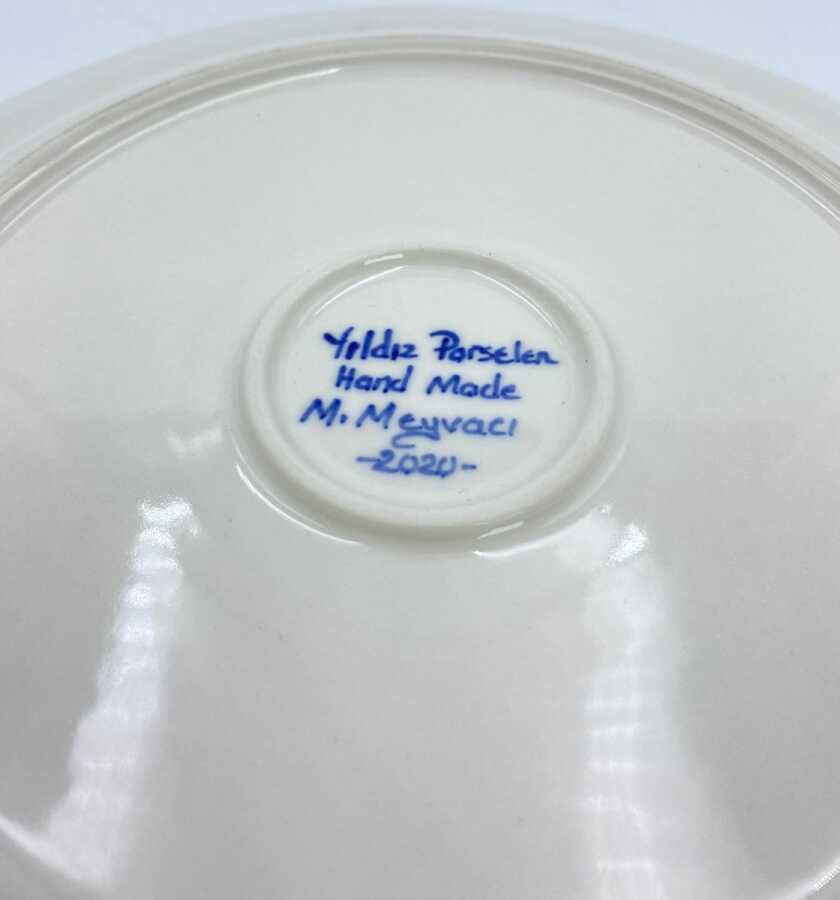 Yıldız Porselen
Hand Made
M. Meyvacı
-2020-